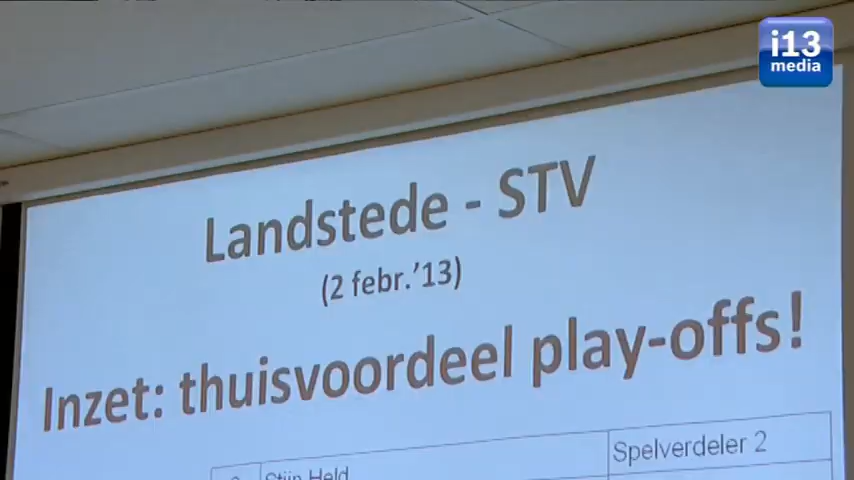 i13
media
Landstede - STV
(2 febr.'13)
Inzet: thuisvoordeel play-offs!
Stijn Held
Spelverdeler 2